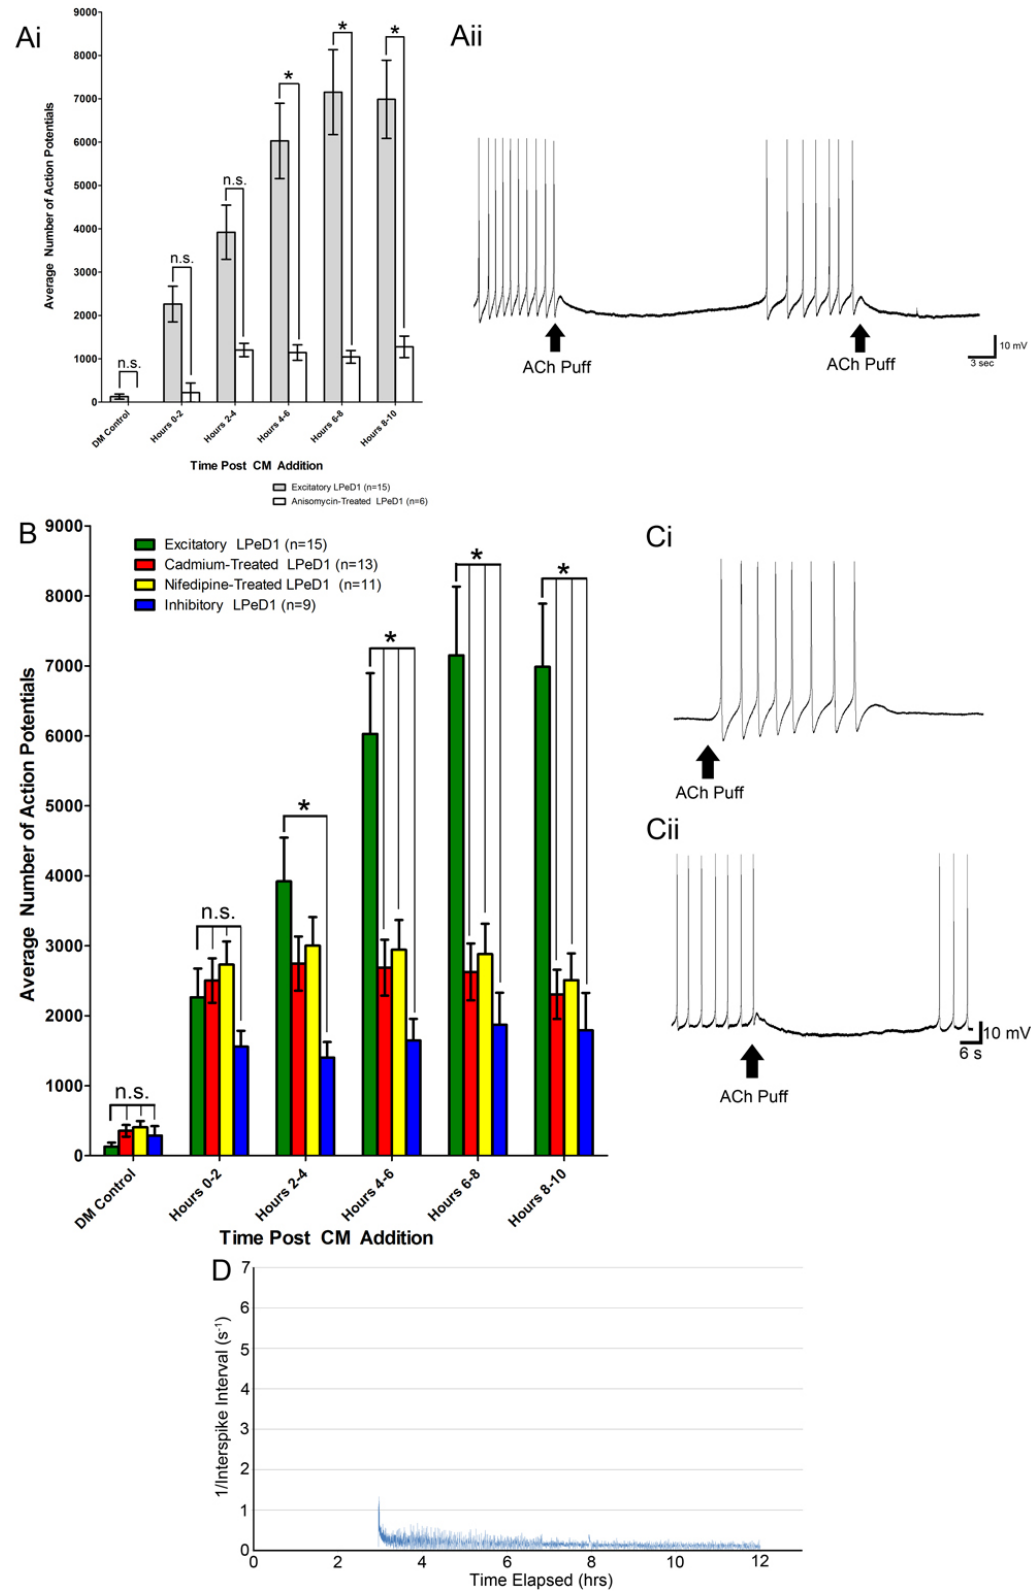 Ai
9000
8000
7000
6000
5000
4000
3000
2000
1000
0
Average Number of Action Potentials
n.s.
n.s.
n.s.
*
*
*
DM Control
Hours 0-2
Hours 2-4
Hours 4-6
Hours 6-8
Hours 8-10
Time Post CM Addition
Excitatory LPeD1 (n=15)
Anisomycin-Treated LPeD1 (n=6)
Aii
ACh Puff
ACh Puff
10 mV
3 sec
B
9000
8000
7000
6000
5000
4000
3000
2000
1000
0
Average Number of Action Potentials
Excitatory LPeD1 (n=15)
Cadmium-Treated LPeD1 (n=13)
Nifedipine-Treated LPeD1 (n=11)
Inhibitory LPeD1 (n=9)
n.s.
n.s.
*
*
*
*
DM Control
Hours 0-2
Hours 2-4
Hours 4-6
Hours 6-8
Hours 8-10
Time Post CM Addition
Ci
ACh Puff
Cii
ACh Puff
10 mV
6 s
D
7
6
5
4
3
2
1
0
1/Interspike Interval (s-1)
0
2
4
6
8
10
12
Time Elapsed (hrs)